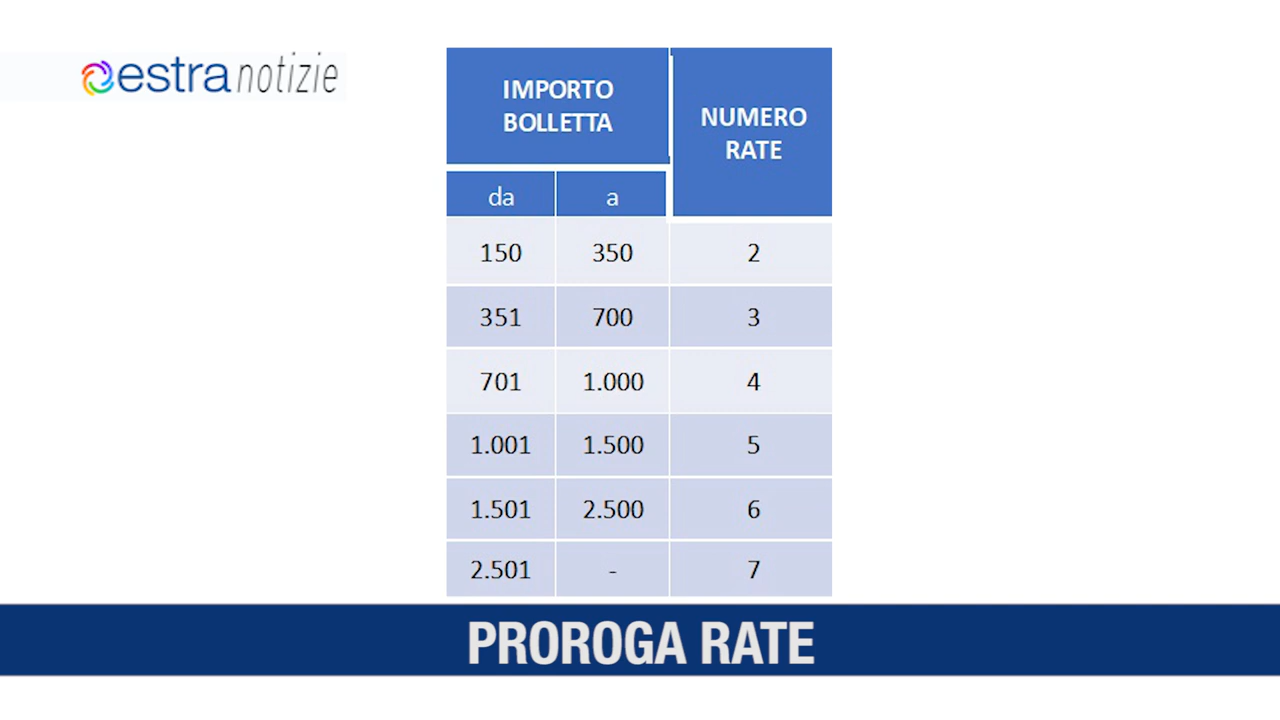 estra notizie
IMPORTO
BOLLETTA
NUMERO
RATE
da a
150 350 2
351 700 3
701 1.000 4
1.001 1.500 5
1.501 2.500 6
2.501 - 7
PROROGA RATE